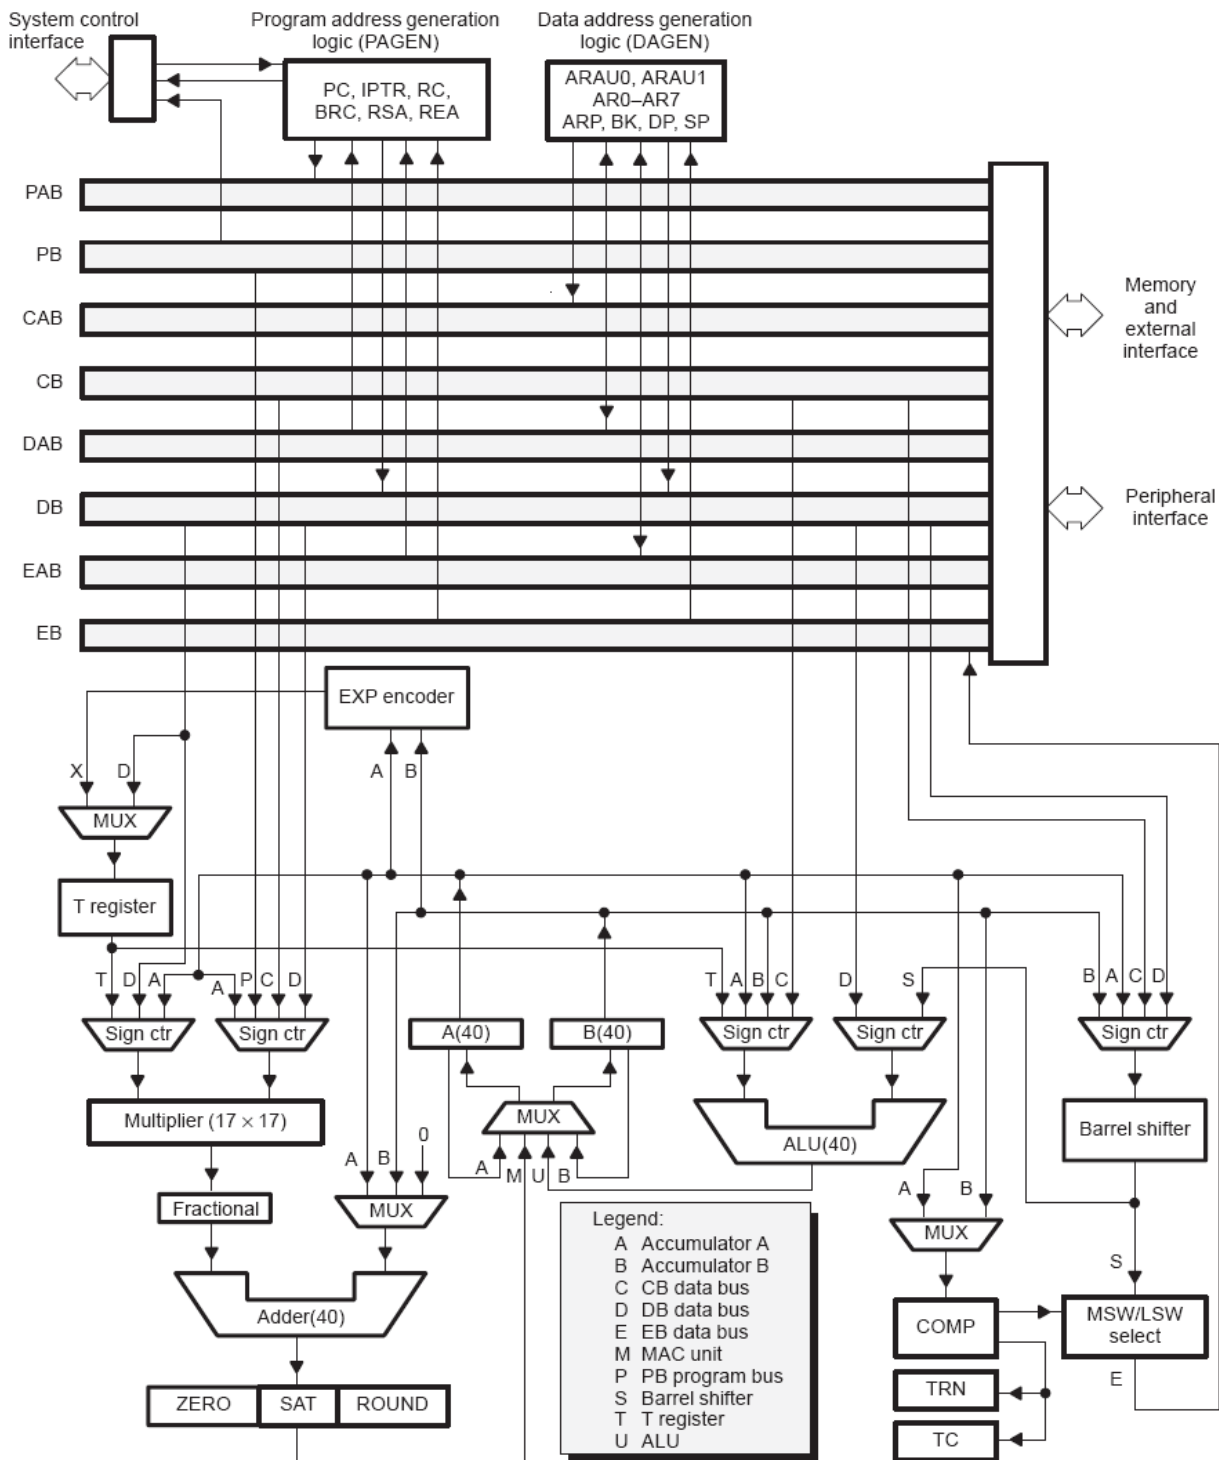 System control
interface
Program address generation
logic (PAGEN)
Data address generation
logic (DAGEN)
PC, IPTR, RC,
BRC, RSA, REA
ARAU0, ARAU1
AR0–AR7
ARP, BK, DP, SP
PAB
PB
CAB
CB
DAB
DB
EAB
EB
Memory
and
external
interface
Peripheral
interface
EXP encoder
X
D
A
B
MUX
T register
T
D
A
A
P
C
D
T
A
B
C
D
S
B
A
C
D
Sign ctr
Sign ctr
A(40)
B(40)
Sign ctr
Sign ctr
Sign ctr
Multiplier (17 × 17)
MUX
ALU(40)
Barrel shifter
0
A
B
A
M
U
B
A
B
Fractional
MUX
MUX
S
Adder(40)
COMP
MSW/LSW
select
E
ZERO
SAT
ROUND
TRN
TC
Legend:
A Accumulator A
B Accumulator B
C CB data bus
D DB data bus
E EB data bus
M MAC unit
P PB program bus
S Barrel shifter
T T register
U ALU